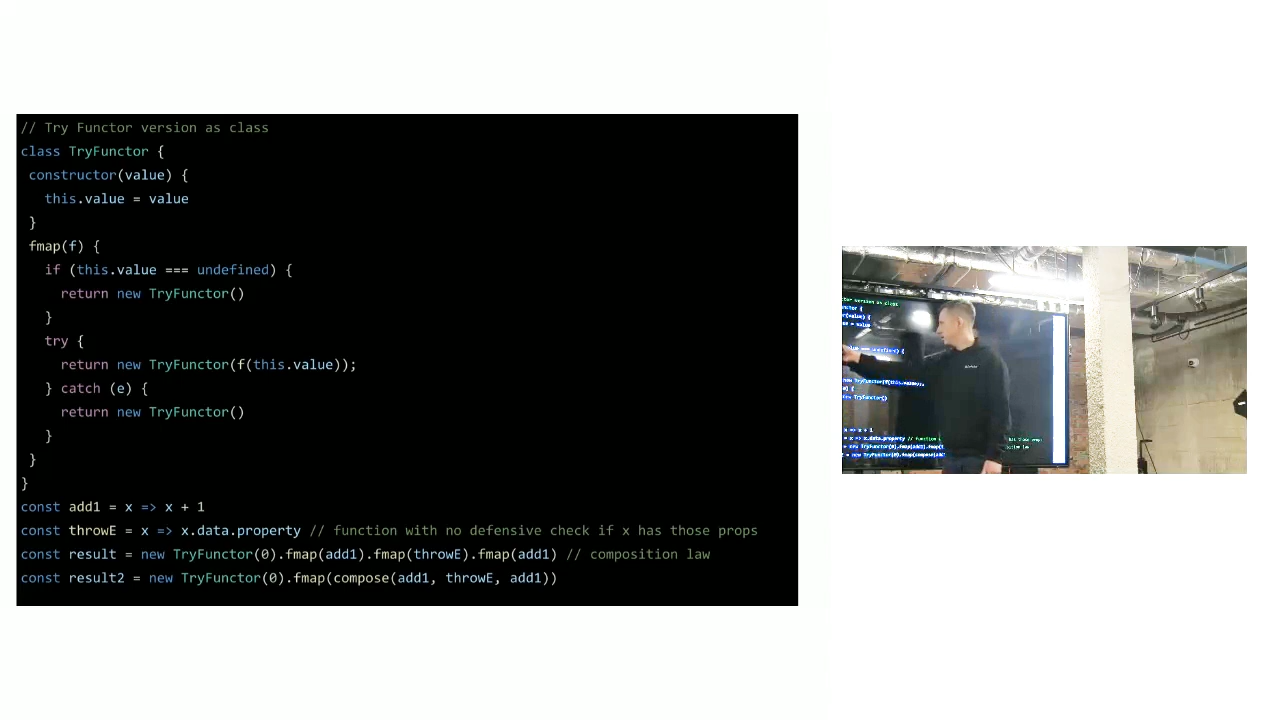 // Try Functor version as class
class TryFunctor {
constructor(value) {
this.value = value
}
fmap(f) {
if (this.value === undefined) {
return new TryFunctor()
}
try {
return new TryFunctor(f(this.value));
} catch (e) {
return new TryFunctor()
}
}
}
const add1 = x => x + 1
const throwE = x => x.data.property // function with no defensive check if x has those props
const result = new TryFunctor(0).fmap(add1).fmap(throwE).fmap(add1) // composition law
const result2 = new TryFunctor(0).fmap(compose(add1, throwE, add1))